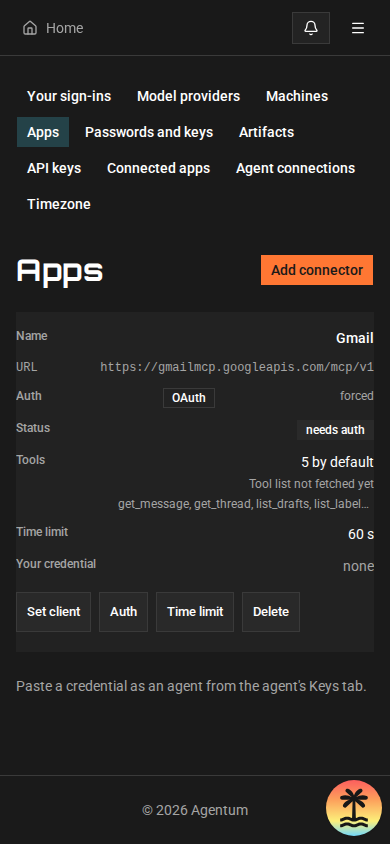 Home
Your sign-ins Model providers Machines
Apps Passwords and keys Artifacts
API keys Connected apps Agent connections
Timezone
Apps Add connector
Name Gmail
URL https://gmailmcp.googleapis.com/mcp/v1
Auth OAuth forced
Status needs auth
Tools 5 by default
Tool list not fetched yet
get_message, get_thread, list_drafts, list_label...
Time limit 60 s
Your credential none
Set client Auth Time limit Delete
Paste a credential as an agent from the agent's Keys tab.
© 2026 Agentum